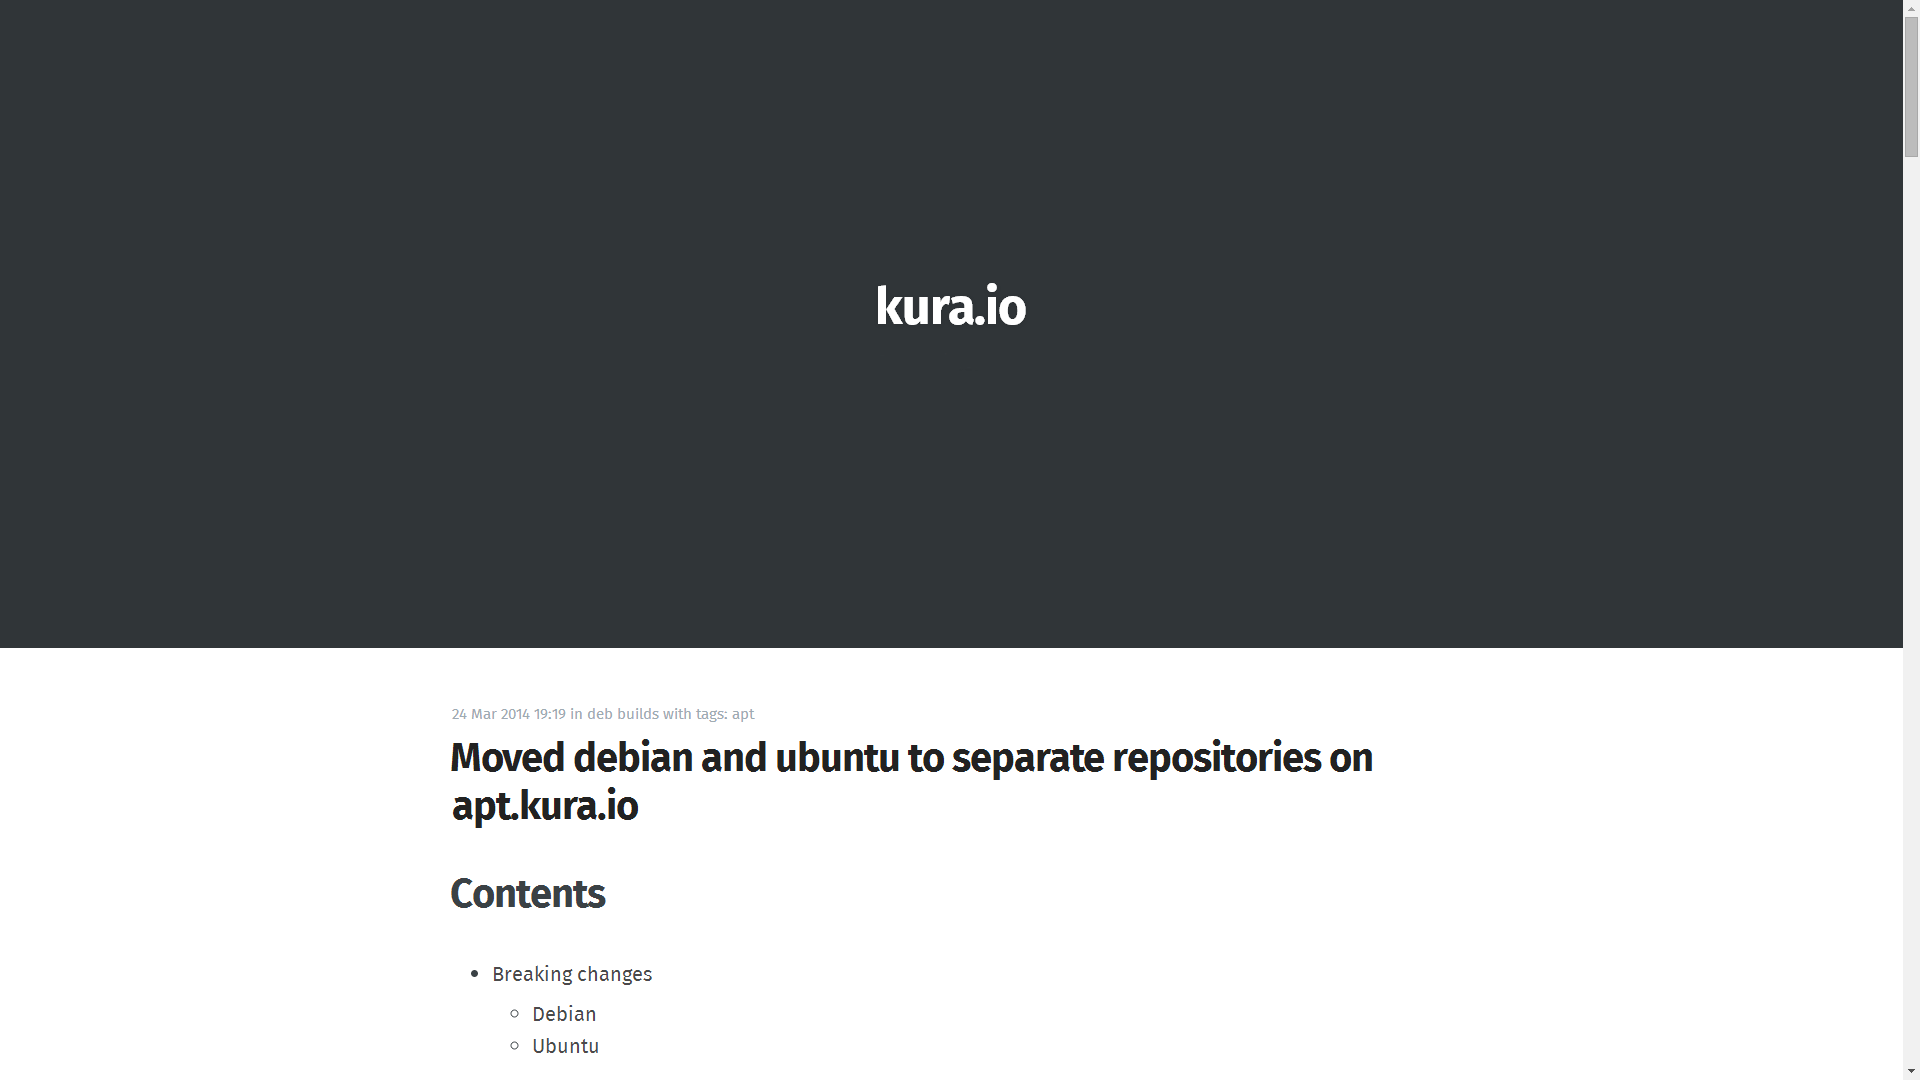 kura.io
24 Mar 2014 19:19 in deb builds with tags: apt
Moved debian and ubuntu to separate repositories on
apt.kura.io
Contents
Breaking changes
Debian
Ubuntu